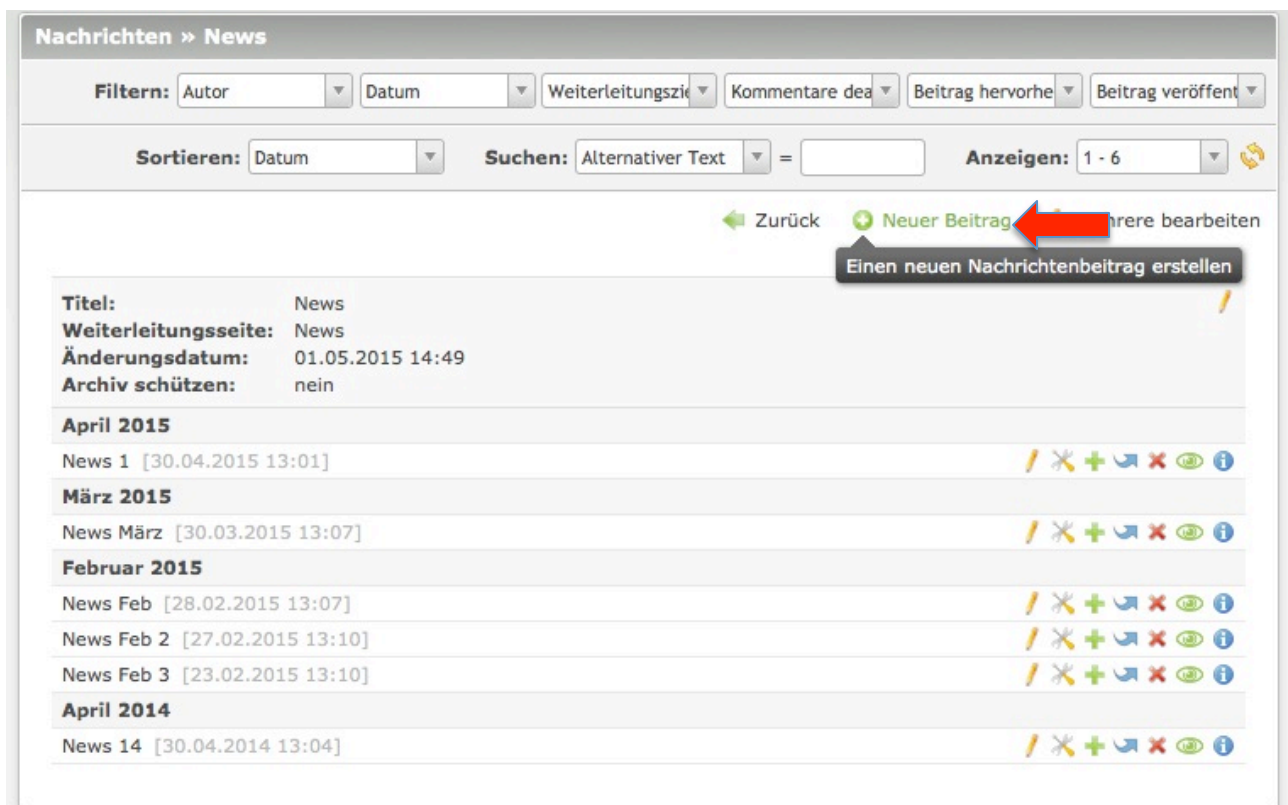 Nachrichten » News
Filtern: Autor Datum Weiterleitungszie Kommentare dea Beitrag hervorhe Beitrag veröffent
Sortieren: Datum Suchen: Alternativer Text = Anzeigen: 1 - 6
Zurück Neuer Beitrag hrere bearbeiten
Einen neuen Nachrichtenbeitrag erstellen
Titel: News
Weiterleitungsseite: News
Änderungsdatum: 01.05.2015 14:49
Archiv schützen: nein
April 2015
News 1 [30.04.2015 13:01]
März 2015
News März [30.03.2015 13:07]
Februar 2015
News Feb [28.02.2015 13:07]
News Feb 2 [27.02.2015 13:10]
News Feb 3 [23.02.2015 13:10]
April 2014
News 14 [30.04.2014 13:04]